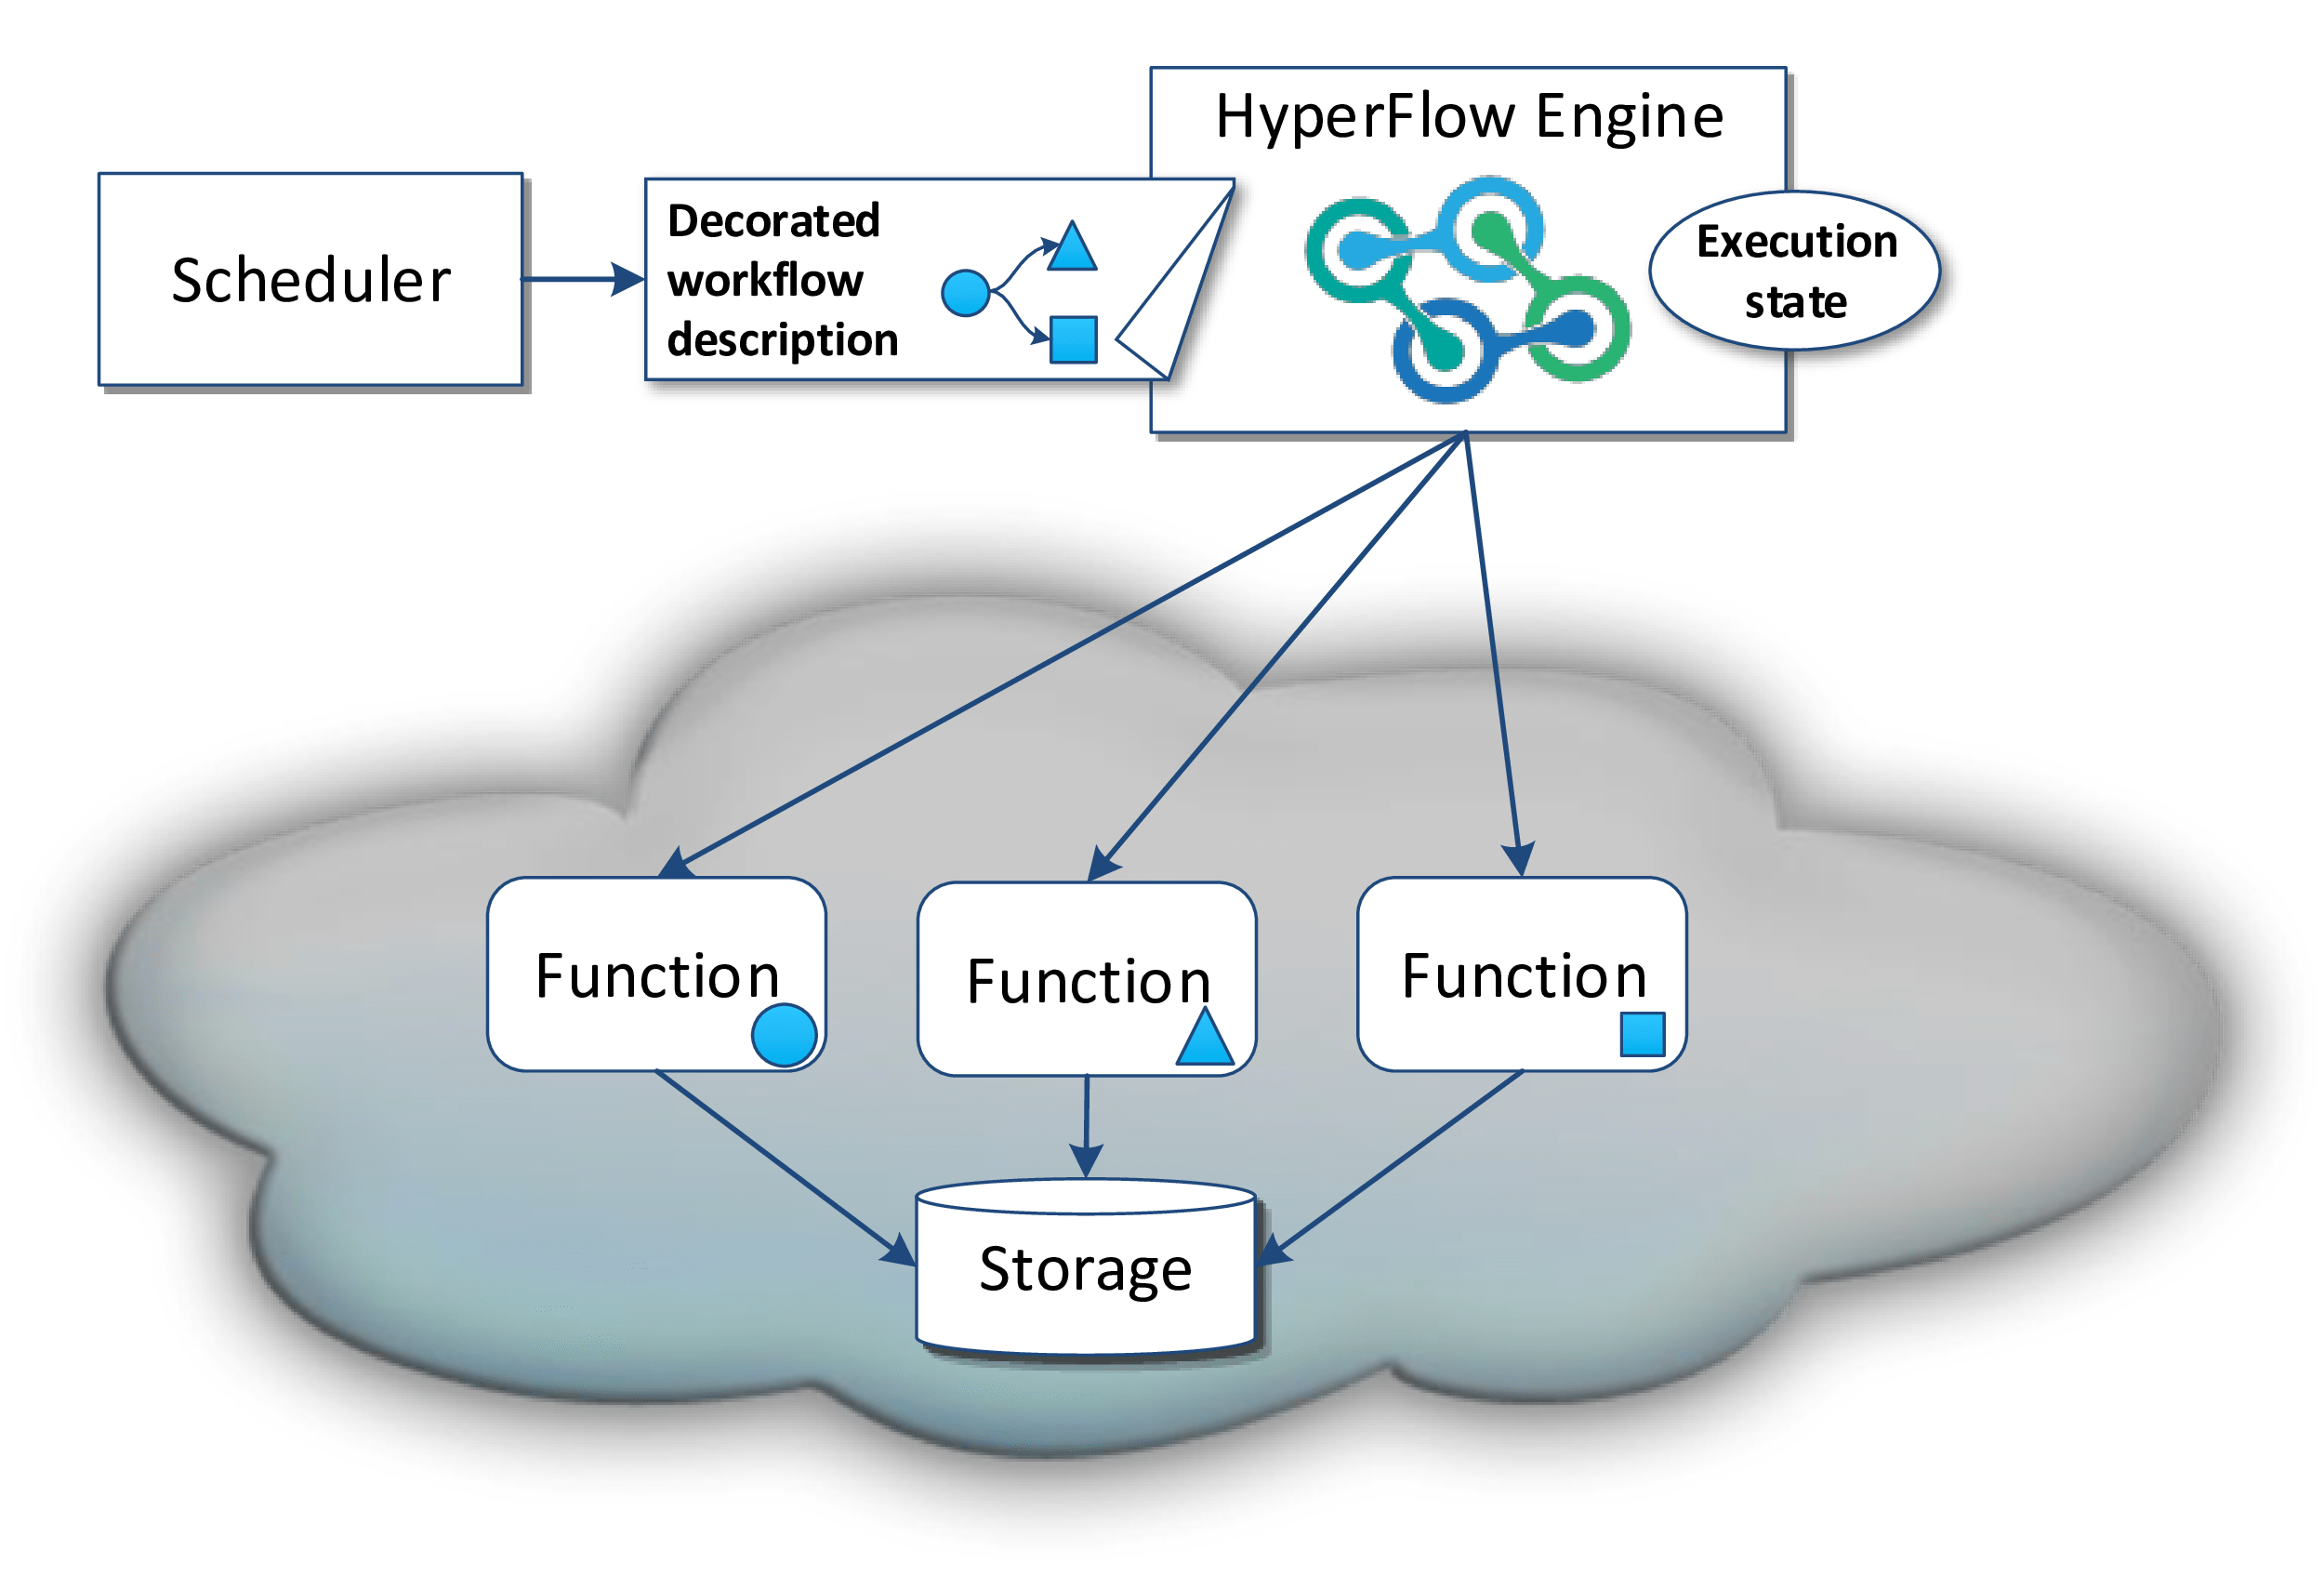 HyperFlow Engine
Scheduler
Decorated
workflow
description
Execution
state
Function
Function
Function
Storage